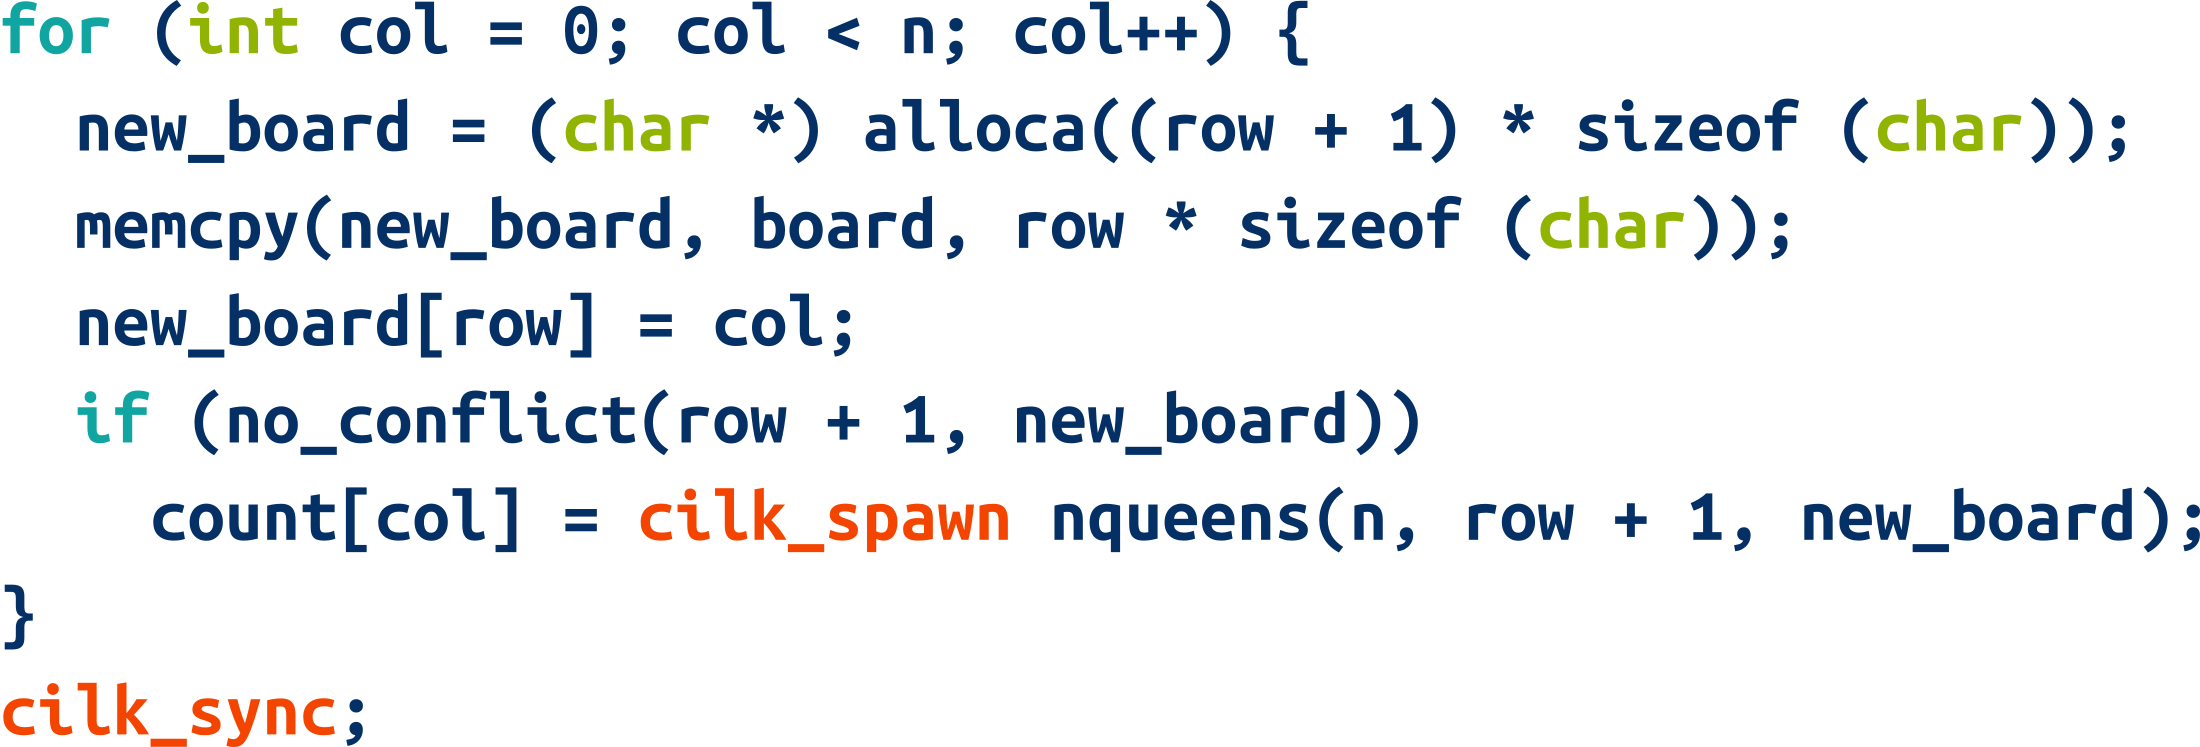 for (int col = 0; col < n; col++) {
  new_board = (char *) alloca((row + 1) * sizeof (char));
  memcpy(new_board, board, row * sizeof (char));
  new_board[row] = col;
  if (no_conflict(row + 1, new_board))
    count[col] = cilk_spawn nqueens(n, row + 1, new_board);
}
cilk_sync;